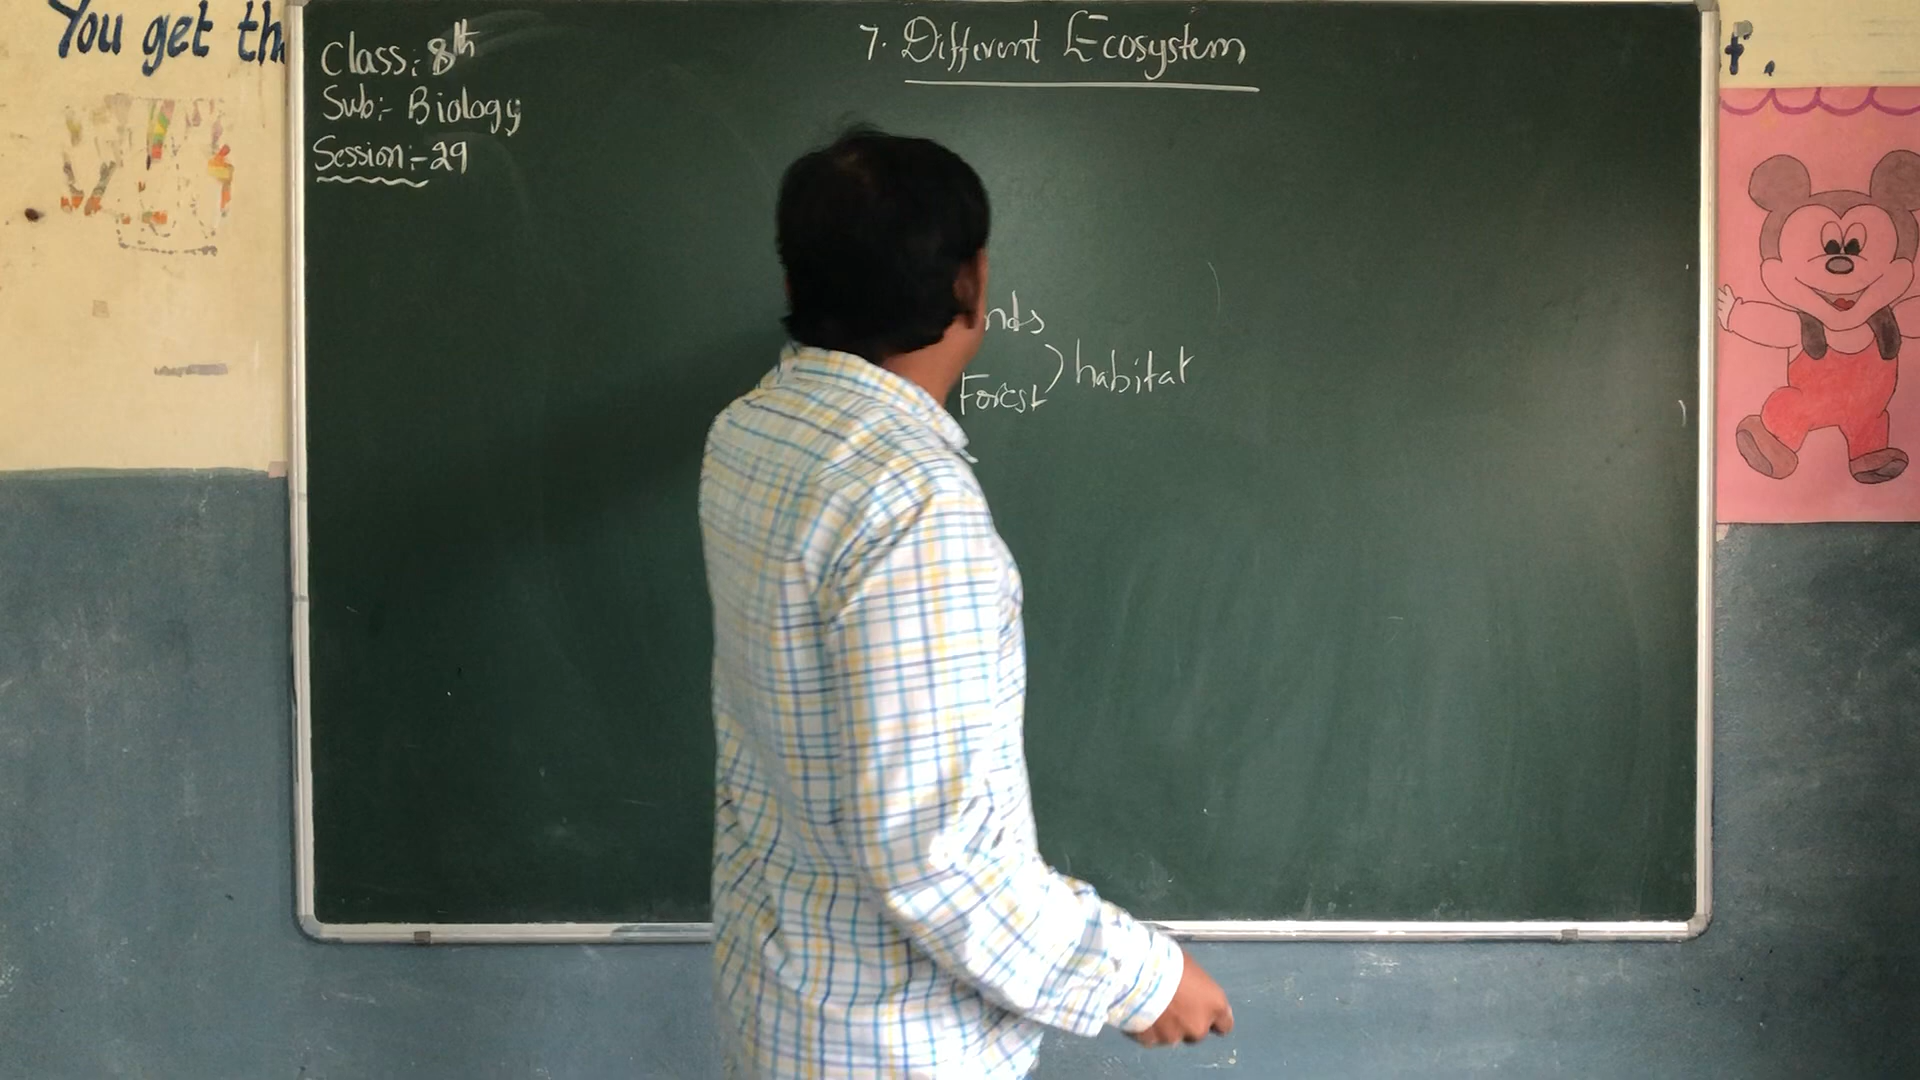 You get th
Class: 8th
Sub:- Biology
Session:- 29
7. Different Ecosystem
nds
Forest
habitat